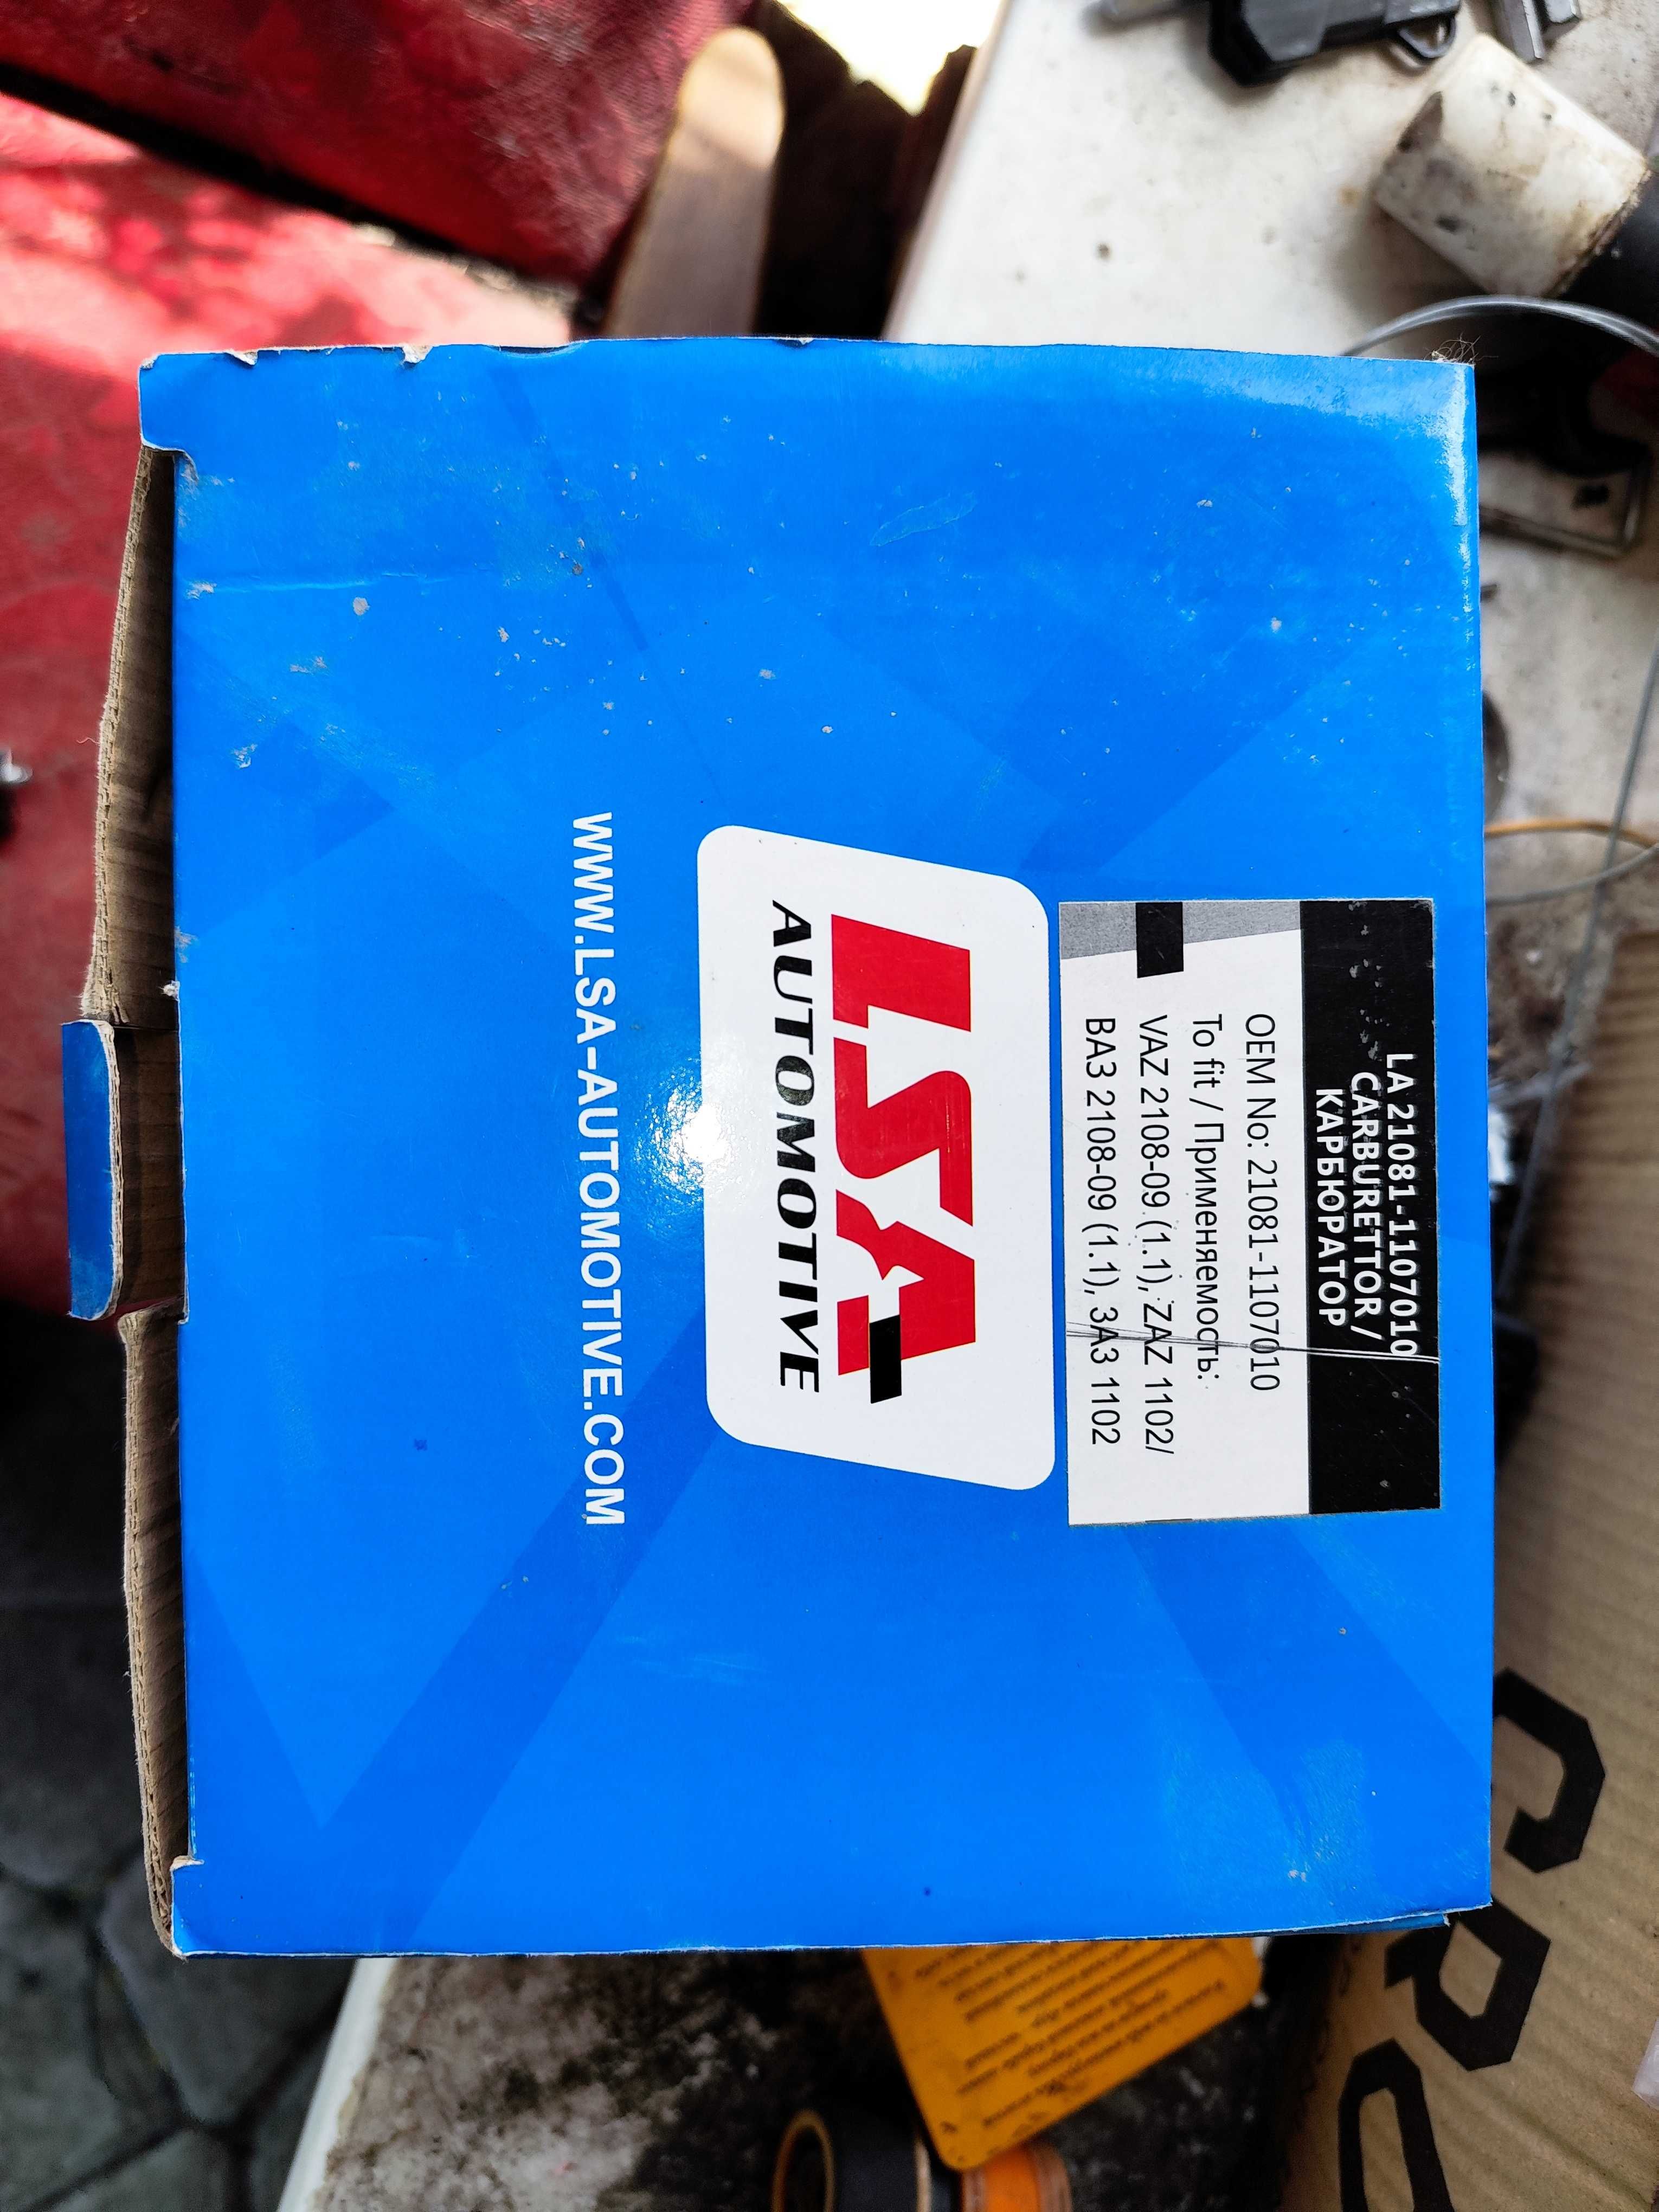 LA 21081-1107010
CARBURETTOR /
КАРБЮРАТОР
OEM No: 21081-1107010
To fit / Применяемость:
VAZ 2108-09 (1.1), ZAZ 1102/
ВАЗ 2108-09 (1.1), ЗАЗ 1102
LSA
AUTOMOTIVE
WWW.LSA-AUTOMOTIVE.COM